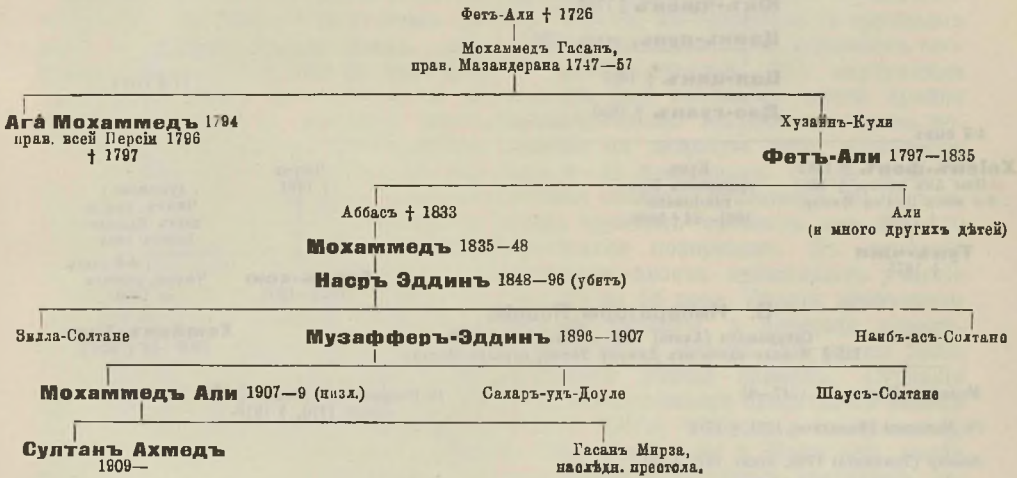 Фетъ-Али † 1726
Мохаммедъ Гасанъ,
прав. Мазандерана 1747—57
Ага Мохаммедъ 1794
прав. всей Персіи 1796
† 1797
Хузаинъ-Кули
Фетъ-Али 1797—1835
Аббасъ † 1833
Али
(и много другихъ дѣтей)
Мохаммедъ 1835—48
Насръ Эддинъ 1848—96 (убитъ)
Зилла-Солтане
Музафферъ-Эддинъ 1896—1907
Наибъ-асъ-Солтане
Мохаммедъ Али 1907—9 (низл.)
Саларъ-удъ-Доуле
Шаусъ-Солтане
Султанъ Ахмедъ
1909—
Гасанъ Мирза,
наслѣдн. престола.